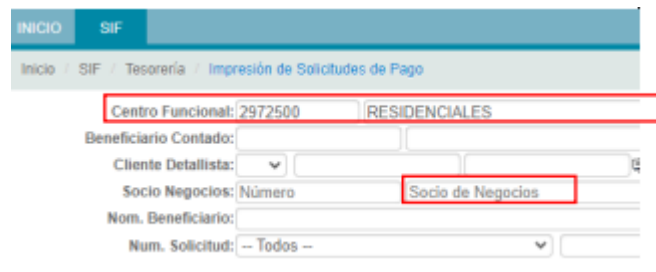 INICIO SIF
Inicio / SIF / Tesorería / Impresión de Solicitudes de Pago
Centro Funcional: 2972500 RESIDENCIALES
Beneficiario Contado:
Cliente Detallista:
Socio Negocios: Número Socio de Negocios
Nom. Beneficiario:
Num. Solicitud: -- Todos --